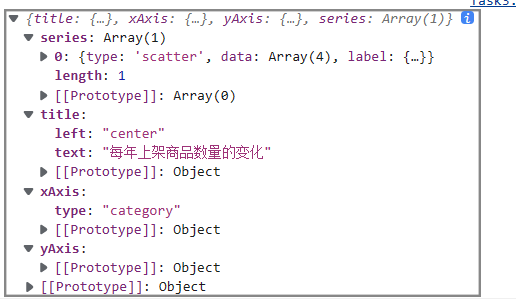 Task3.
{title: {…}, xAxis: {…}, yAxis: {…}, series: Array(1)} i
series: Array(1)
0: {type: 'scatter', data: Array(4), label: {…}}
length: 1
[[Prototype]]: Array(0)
title:
left: "center"
text: "每年上架商品数量的变化"
[[Prototype]]: Object
xAxis:
type: "category"
[[Prototype]]: Object
yAxis:
[[Prototype]]: Object
[[Prototype]]: Object